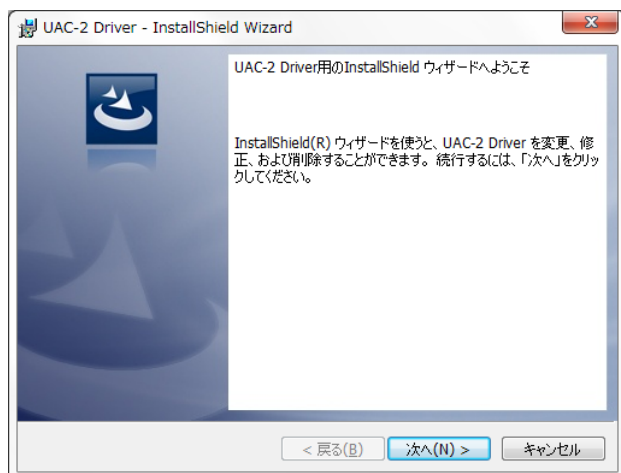 UAC-2 Driver - InstallShield Wizard
UAC-2 Driver用のInstallShield ウィザードへようこそ
InstallShield(R) ウィザードを使うと、UAC-2 Driver を変更、修
正、および削除することができます。続行するには、「次へ」をクリッ
クしてください。
< 戻る(B)
次へ(N) >
キャンセル